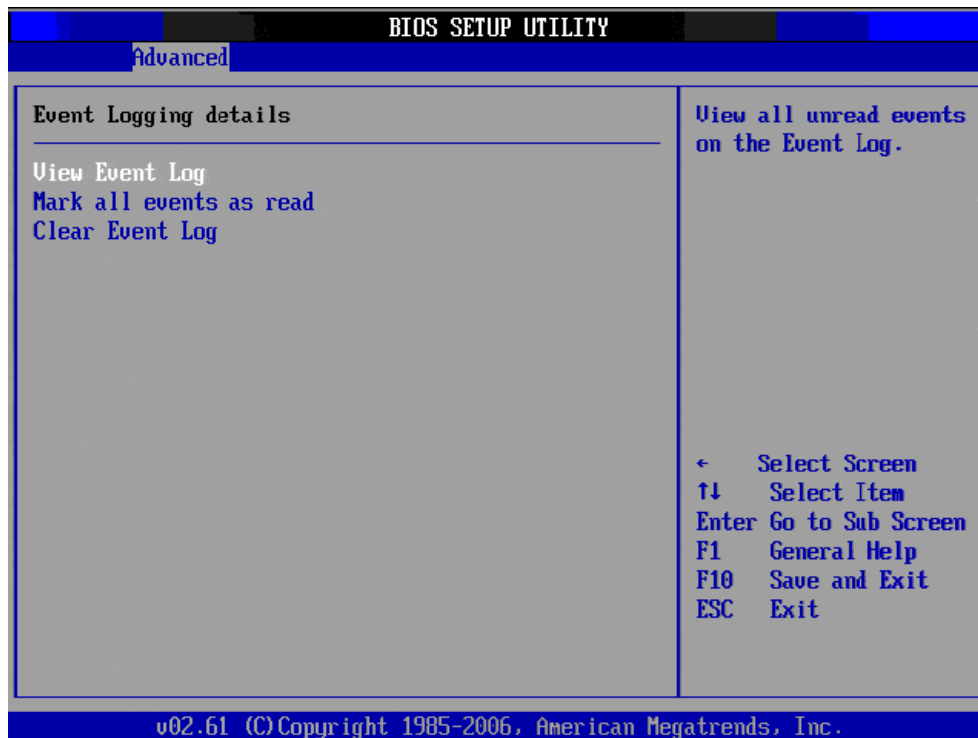 BIOS SETUP UTILITY
Advanced
Event Logging details
View Event Log
Mark all events as read
Clear Event Log
View all unread events
on the Event Log.
← Select Screen
↑↓ Select Item
Enter Go to Sub Screen
F1 General Help
F10 Save and Exit
ESC Exit
v02.61 (C)Copyright 1985-2006, American Megatrends, Inc.